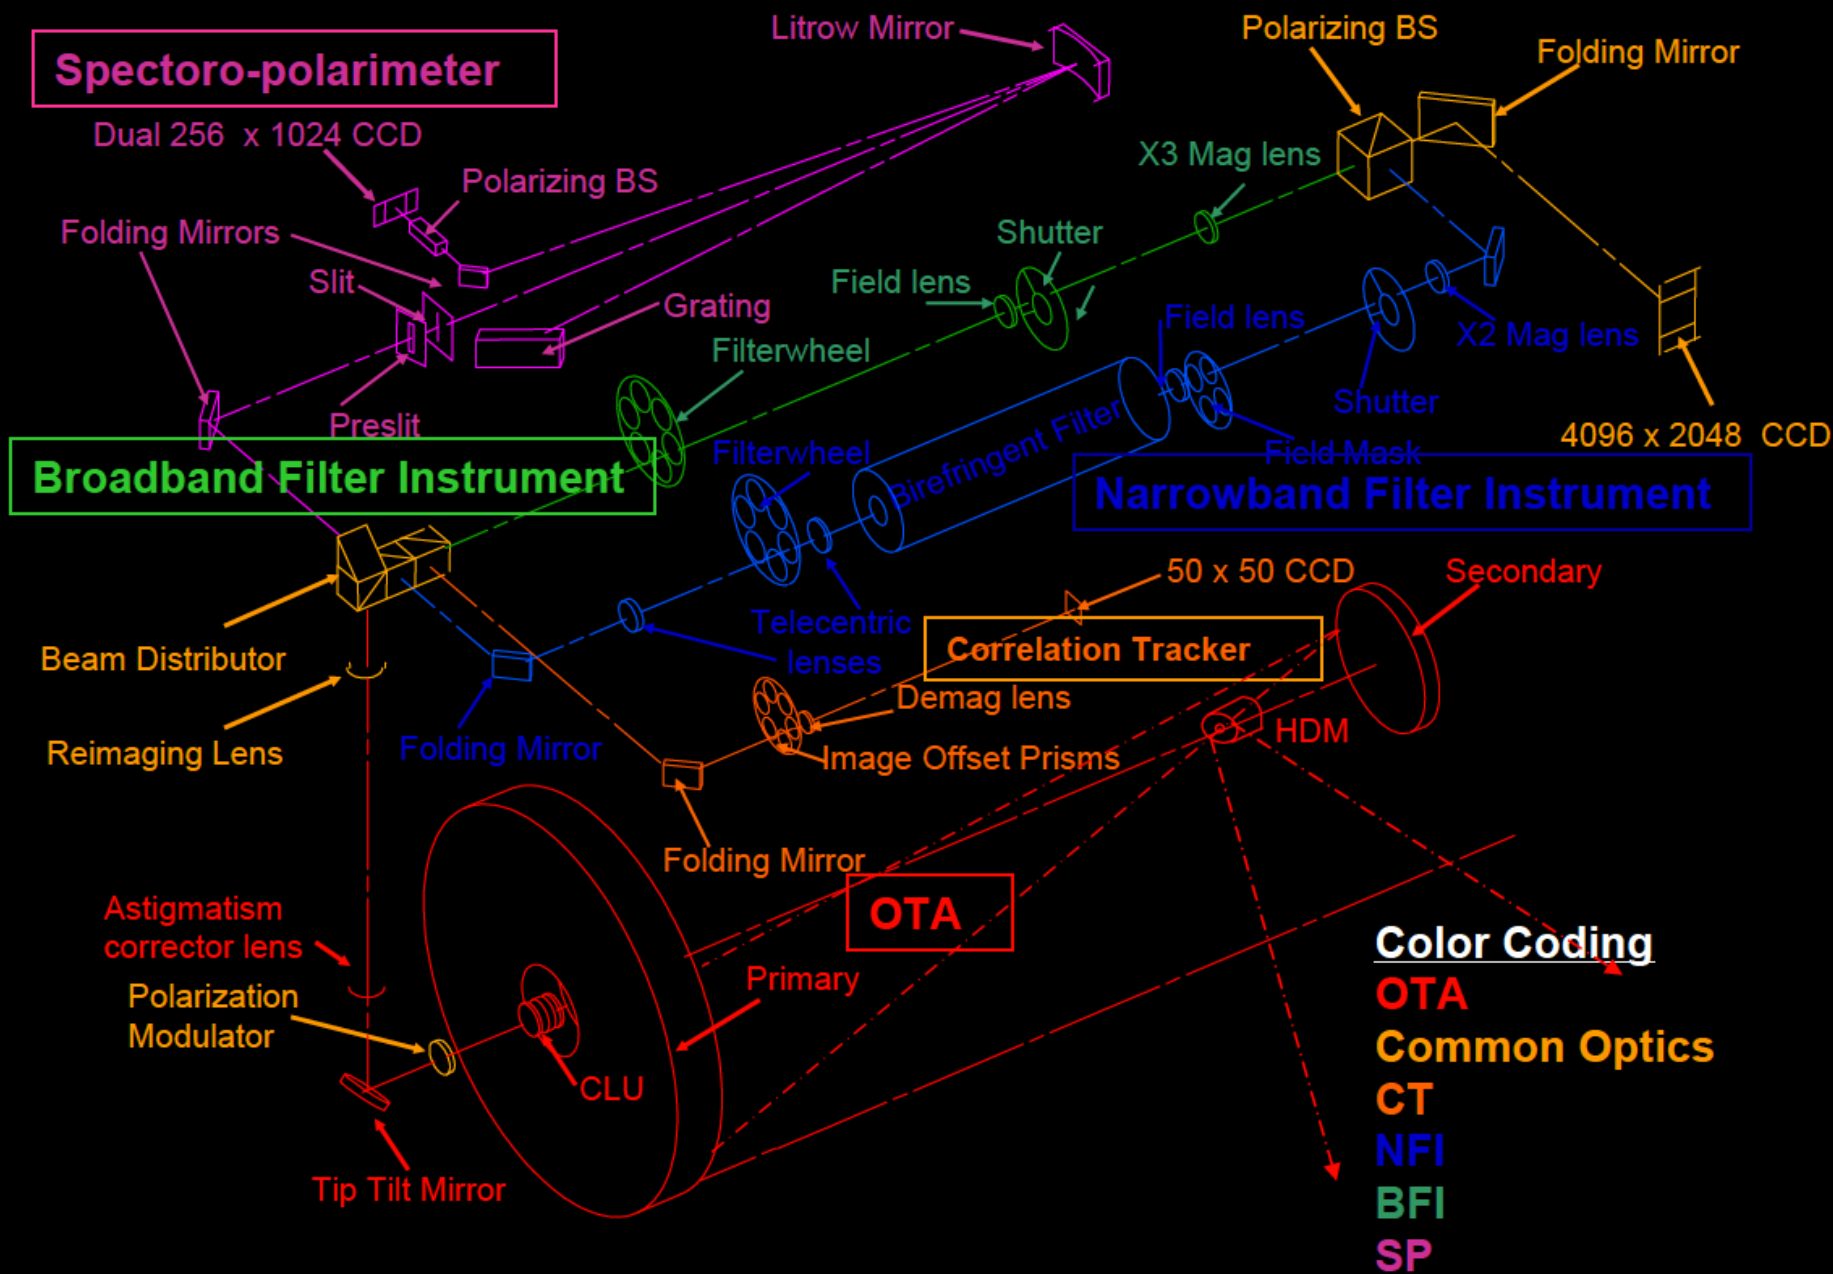 Litrow Mirror
Polarizing BS
Folding Mirror
Spectoro-polarimeter
Dual 256 x 1024 CCD
Polarizing BS
X3 Mag lens
Folding Mirrors
Shutter
Slit
Field lens
Grating
Field lens
X2 Mag lens
Filterwheel
Shutter
Preslit
4096 x 2048 CCD
Broadband Filter Instrument
Filterwheel
Birefringent Filter
Field Mask
Narrowband Filter Instrument
50 x 50 CCD
Secondary
Telecentric
lenses
Correlation Tracker
Beam Distributor
Demag lens
HDM
Reimaging Lens
Folding Mirror
Image Offset Prisms
Folding Mirror
OTA
Astigmatism
corrector lens
Primary
Polarization
Modulator
CLU
Tip Tilt Mirror
Color Coding
OTA
Common Optics
CT
NFI
BFI
SP